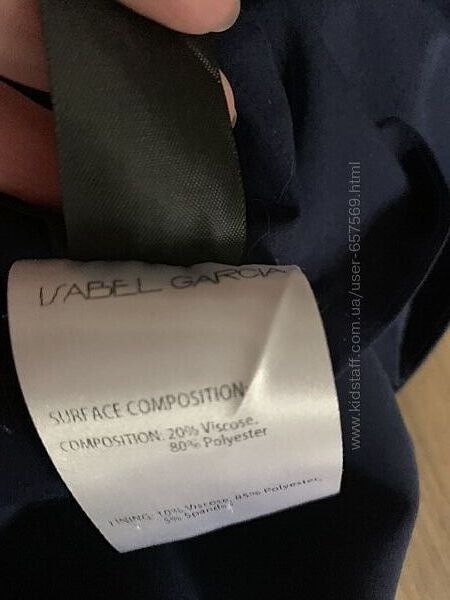 ISABEL GARCIA
SURFACE COMPOSITION:
COMPOSITION: 20% Viscose,
80% Polyester
LINING: 10% Viscose, 85% Polyester,
5% Spandex
www.kidstaff.com.ua/user-657569.html